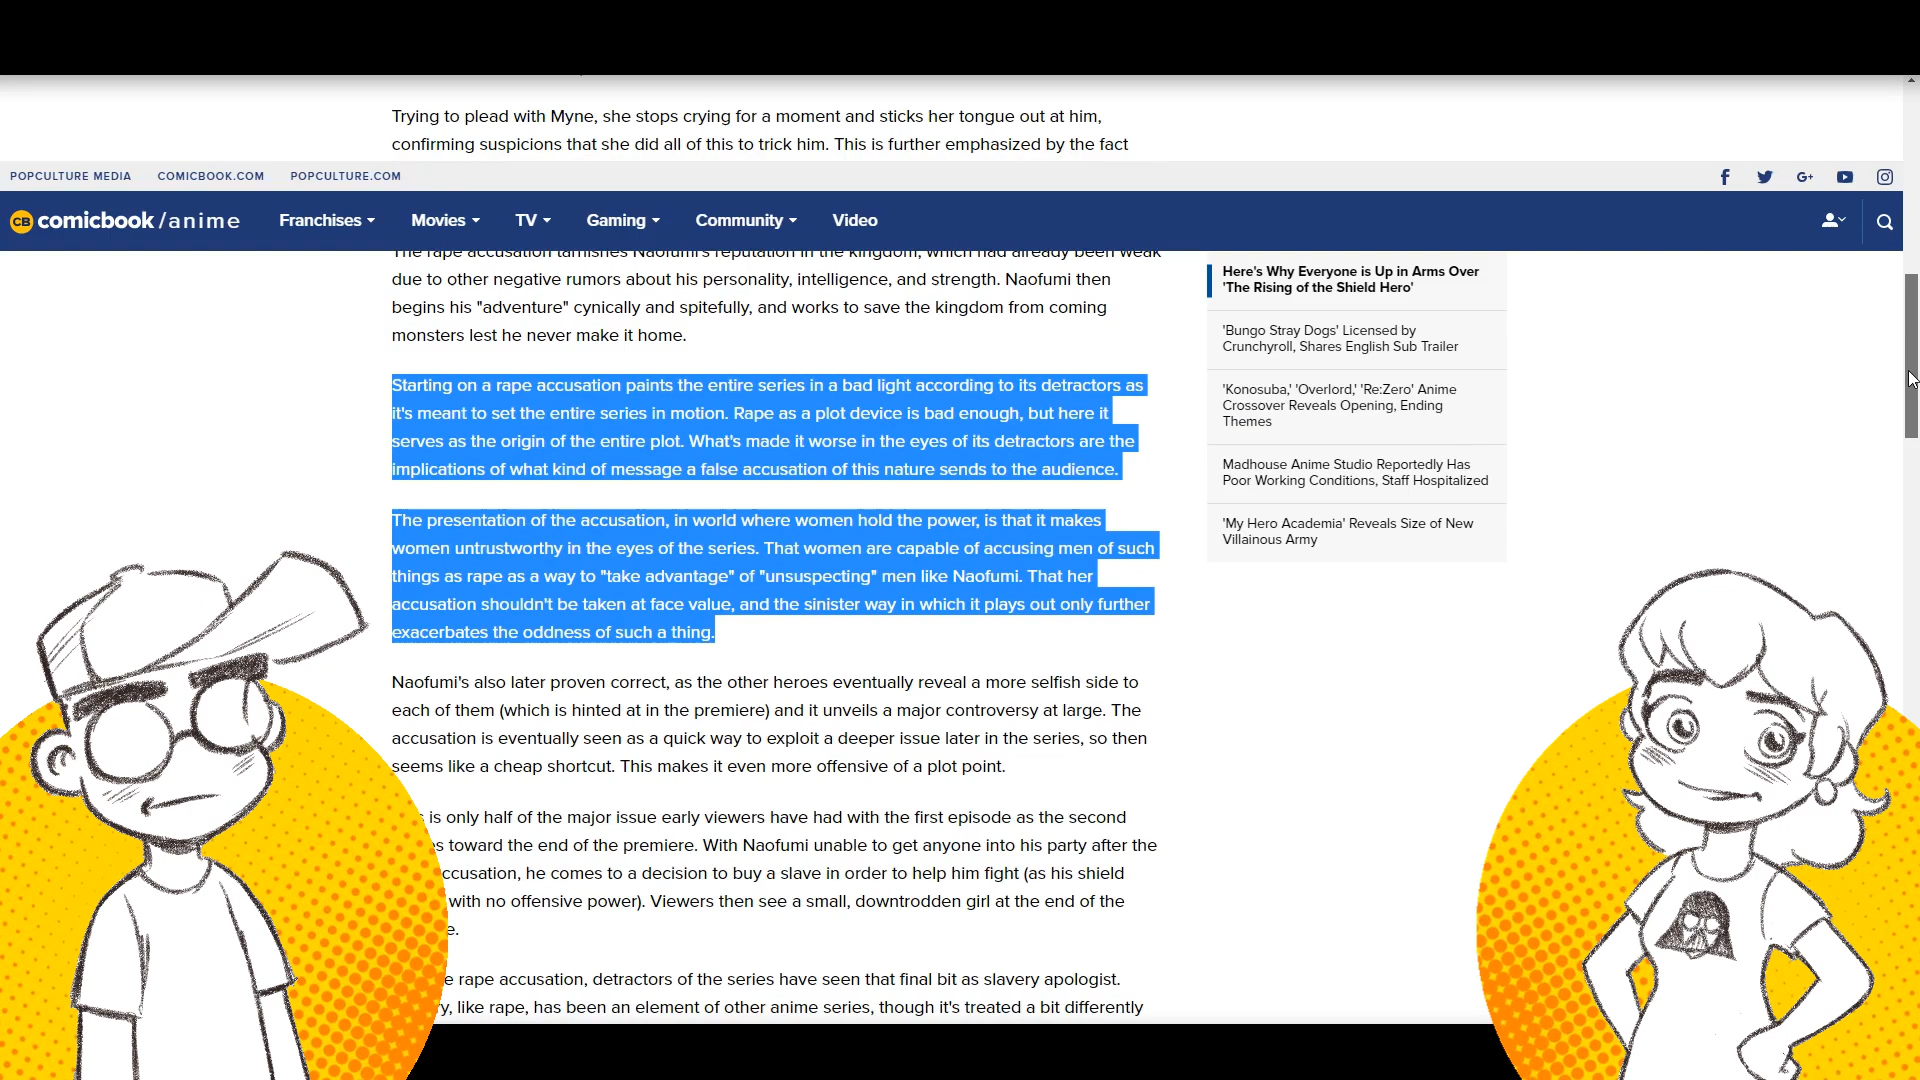 Trying to plead with Myne, she stops crying for a moment and sticks her tongue out at him,
confirming suspicions that she did all of this to trick him. This is further emphasized by the fact
POPCULTURE MEDIA COMICBOOK.COM POPCULTURE.COM
CB comicbook/anime Franchises Movies TV Gaming Community Video
The rape accusation tarnishes Naofumi's reputation in the kingdom, which had already been weak
due to other negative rumors about his personality, intelligence, and strength. Naofumi then
begins his "adventure" cynically and spitefully, and works to save the kingdom from coming
monsters lest he never make it home.
Starting on a rape accusation paints the entire series in a bad light according to its detractors as
it's meant to set the entire series in motion. Rape as a plot device is bad enough, but here it
serves as the origin of the entire plot. What's made it worse in the eyes of its detractors are the
implications of what kind of message a false accusation of this nature sends to the audience.
The presentation of the accusation, in world where women hold the power, is that it makes
women untrustworthy in the eyes of the series. That women are capable of accusing men of such
things as rape as a way to "take advantage" of "unsuspecting" men like Naofumi. That her
accusation shouldn't be taken at face value, and the sinister way in which it plays out only further
exacerbates the oddness of such a thing.
Naofumi's also later proven correct, as the other heroes eventually reveal a more selfish side to
each of them (which is hinted at in the premiere) and it unveils a major controversy at large. The
accusation is eventually seen as a quick way to exploit a deeper issue later in the series, so then
seems like a cheap shortcut. This makes it even more offensive of a plot point.
is only half of the major issue early viewers have had with the first episode as the second
toward the end of the premiere. With Naofumi unable to get anyone into his party after the
ccusation, he comes to a decision to buy a slave in order to help him fight (as his shield
with no offensive power). Viewers then see a small, downtrodden girl at the end of the
e.
e rape accusation, detractors of the series have seen that final bit as slavery apologist.
y, like rape, has been an element of other anime series, though it's treated a bit differently
Here's Why Everyone is Up in Arms Over
'The Rising of the Shield Hero'
'Bungo Stray Dogs' Licensed by
Crunchyroll, Shares English Sub Trailer
'Konosuba,' 'Overlord,' 'Re:Zero' Anime
Crossover Reveals Opening, Ending
Themes
Madhouse Anime Studio Reportedly Has
Poor Working Conditions, Staff Hospitalized
'My Hero Academia' Reveals Size of New
Villainous Army